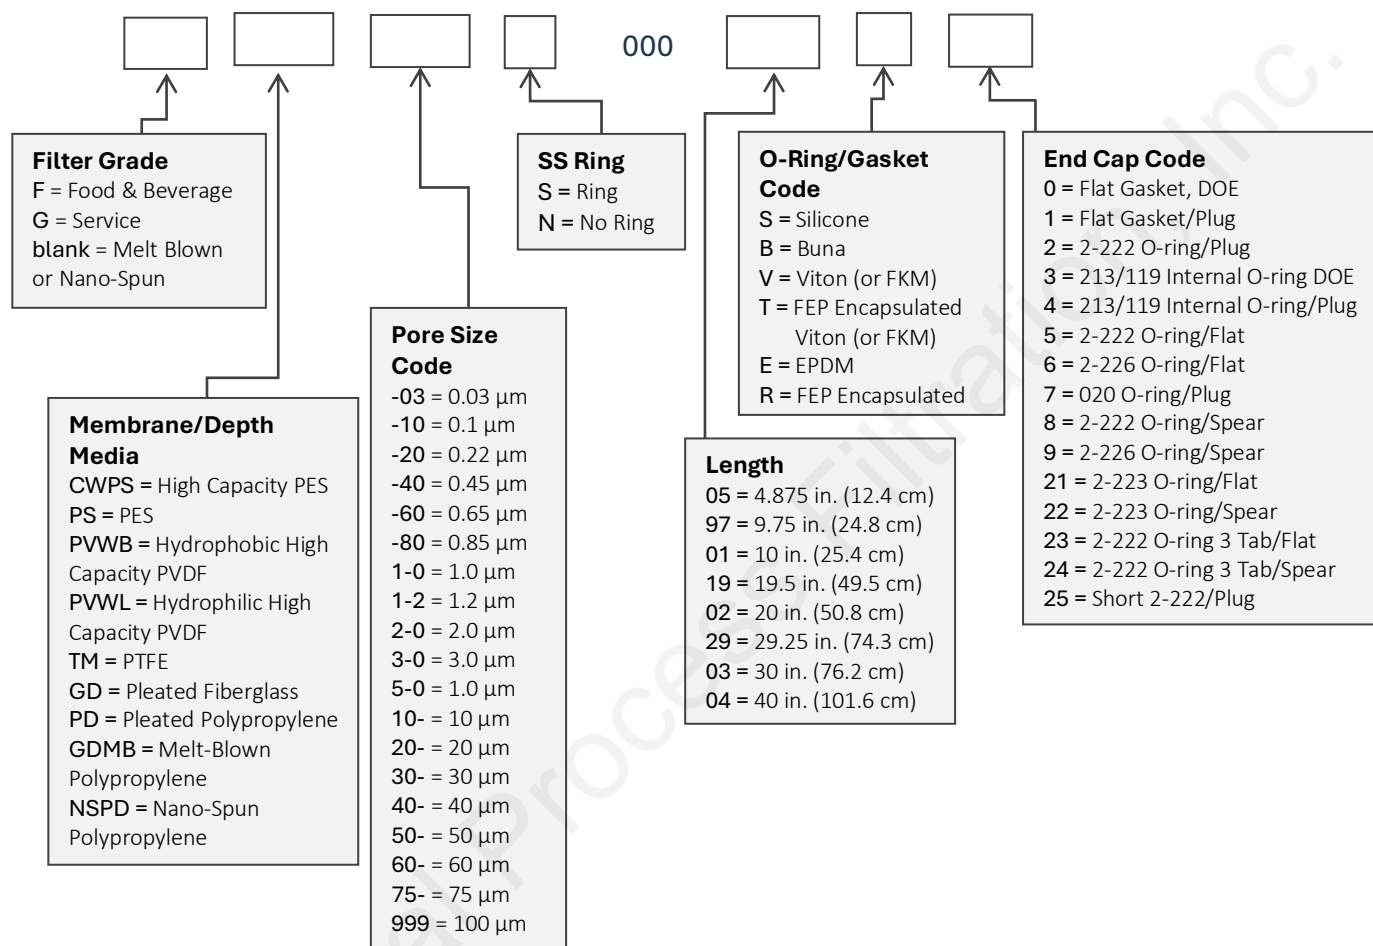 000
Filter Grade
F = Food & Beverage
G = Service
blank = Melt Blown
or Nano-Spun
Membrane/Depth
Media
CWPS = High Capacity PES
PS = PES
PVWB = Hydrophobic High
Capacity PVDF
PVWL = Hydrophilic High
Capacity PVDF
TM = PTFE
GD = Pleated Fiberglass
PD = Pleated Polypropylene
GDMB = Melt-Blown
Polypropylene
NSPD = Nano-Spun
Polypropylene
Pore Size
Code
-03 = 0.03 µm
-10 = 0.1 µm
-20 = 0.22 µm
-40 = 0.45 µm
-60 = 0.65 µm
-80 = 0.85 µm
1-0 = 1.0 µm
1-2 = 1.2 µm
2-0 = 2.0 µm
3-0 = 3.0 µm
5-0 = 1.0 µm
10- = 10 µm
20- = 20 µm
30- = 30 µm
40- = 40 µm
50- = 50 µm
60- = 60 µm
75- = 75 µm
999 = 100 µm
SS Ring
S = Ring
N = No Ring
Length
05 = 4.875 in. (12.4 cm)
97 = 9.75 in. (24.8 cm)
01 = 10 in. (25.4 cm)
19 = 19.5 in. (49.5 cm)
02 = 20 in. (50.8 cm)
29 = 29.25 in. (74.3 cm)
03 = 30 in. (76.2 cm)
04 = 40 in. (101.6 cm)
O-Ring/Gasket
Code
S = Silicone
B = Buna
V = Viton (or FKM)
T = FEP Encapsulated
Viton (or FKM)
E = EPDM
R = FEP Encapsulated
End Cap Code
0 = Flat Gasket, DOE
1 = Flat Gasket/Plug
2 = 2-222 O-ring/Plug
3 = 213/119 Internal O-ring DOE
4 = 213/119 Internal O-ring/Plug
5 = 2-222 O-ring/Flat
6 = 2-226 O-ring/Flat
7 = 020 O-ring/Plug
8 = 2-222 O-ring/Spear
9 = 2-226 O-ring/Spear
21 = 2-223 O-ring/Flat
22 = 2-223 O-ring/Spear
23 = 2-222 O-ring 3 Tab/Flat
24 = 2-222 O-ring 3 Tab/Spear
25 = Short 2-222/Plug
Process Filtration, Inc.